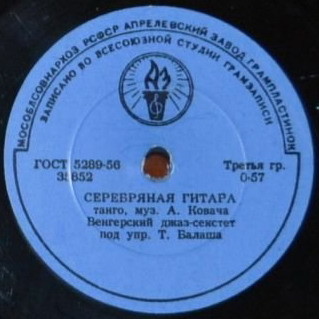 МОСОБЛСОВНАРХОЗ РСФСР АПРЕЛЕВСКИЙ ЗАВОД ГРАМПЛАСТИНОК
ЗАПИСАНО ВО ВСЕСОЮЗНОЙ СТУДИИ ГРАМЗАПИСИ
ГОСТ 5289-56 Третья гр.
35852 0-57
СЕРЕБРЯНАЯ ГИТАРА
танго, муз. А. Ковача
Венгерский джаз-секстет
под упр. Т. Балаша